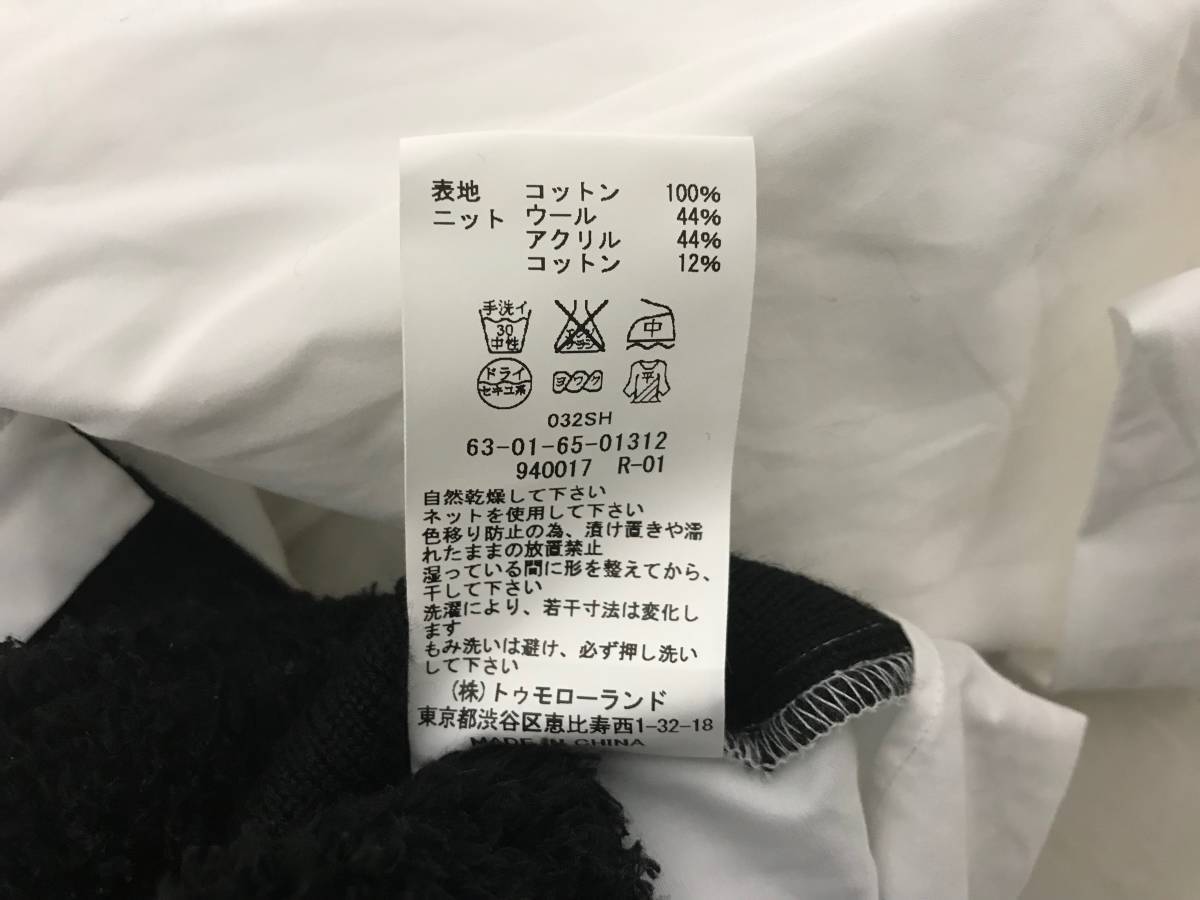 表地 コットン 100%
ニット ウール 44%
アクリル 44%
コットン 12%
手洗イ
30
中性
エンソ
サラシ
中
ドライ
セキユ系
ヨワク
平
032SH
63-01-65-01312
940017 R-01
自然乾燥して下さい
ネットを使用して下さい
色移り防止の為、漬け置きや濡
れたままの放置禁止
湿っている間に形を整えてから、
干して下さい
洗濯により、若干寸法は変化し
ます
もみ洗いは避け、必ず押し洗い
して下さい
(株)トゥモローランド
東京都渋谷区恵比寿西1-32-18
MADE IN CHINA